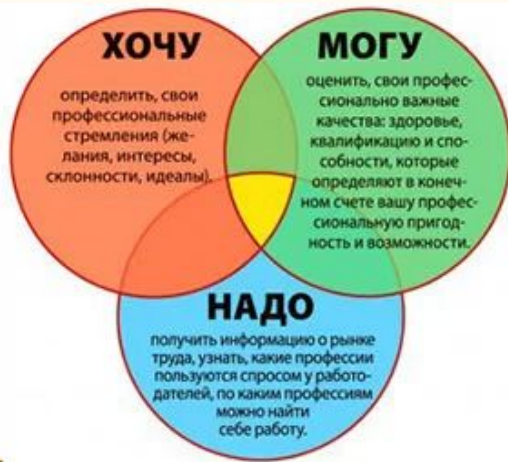 ХОЧУ
определить, свои
профессиональные
стремления (же-
лания, интересы,
склонности, идеалы).
МОГУ
оценить, свои профес-
сионально важные
качества: здоровье,
квалификацию и спо-
собности, которые
определяют в конеч-
ном счете вашу профес-
сиональную пригод-
ность и возможности.
НАДО
получить информацию о рынке
труда, узнать, какие профессии
пользуются спросом у работо-
дателей, по каким профессиям
можно найти
себе работу.